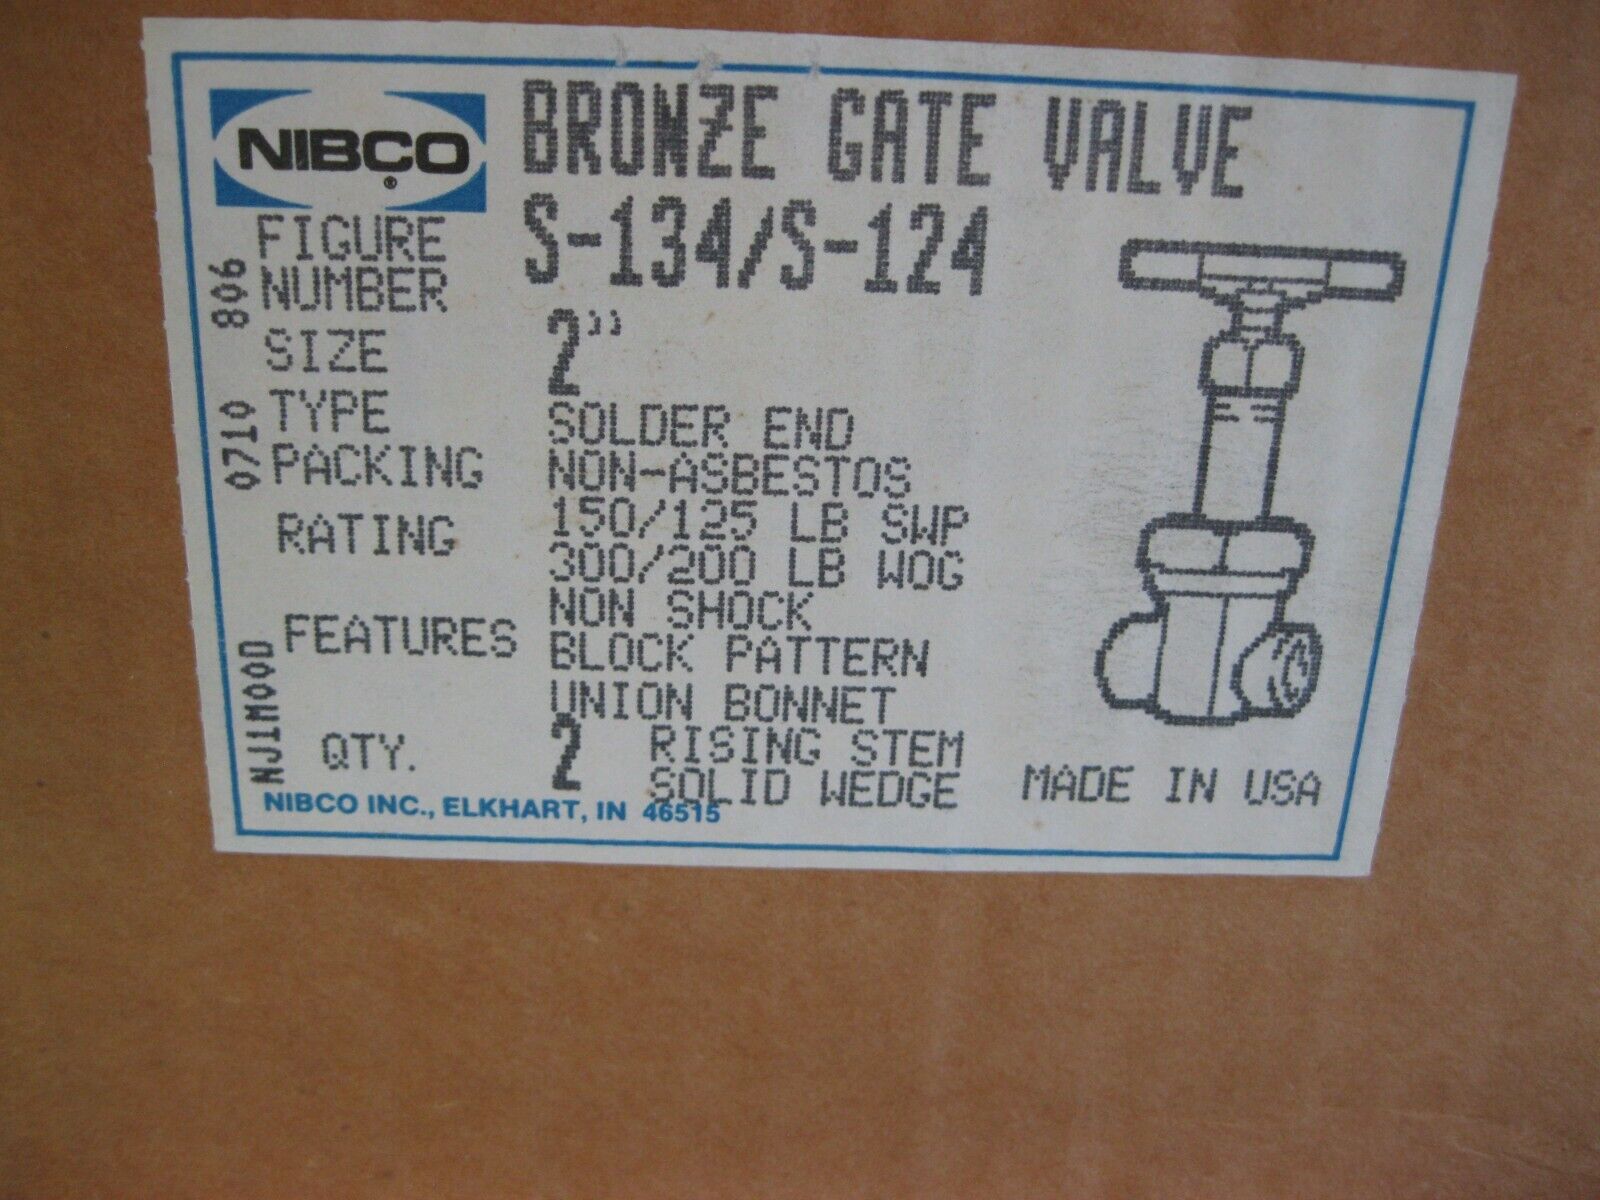 NIBCO
®
BRONZE GATE VALVE
FIGURE NUMBER S-134/S-124
SIZE 2"
TYPE SOLDER END
PACKING NON-ASBESTOS
RATING 150/125 LB SWP
300/200 LB WOG
NON SHOCK
FEATURES BLOCK PATTERN
UNION BONNET
QTY. 2 RISING STEM
SOLID WEDGE
MADE IN USA
NIBCO INC., ELKHART, IN 46515
NJ1M00D 0710 896